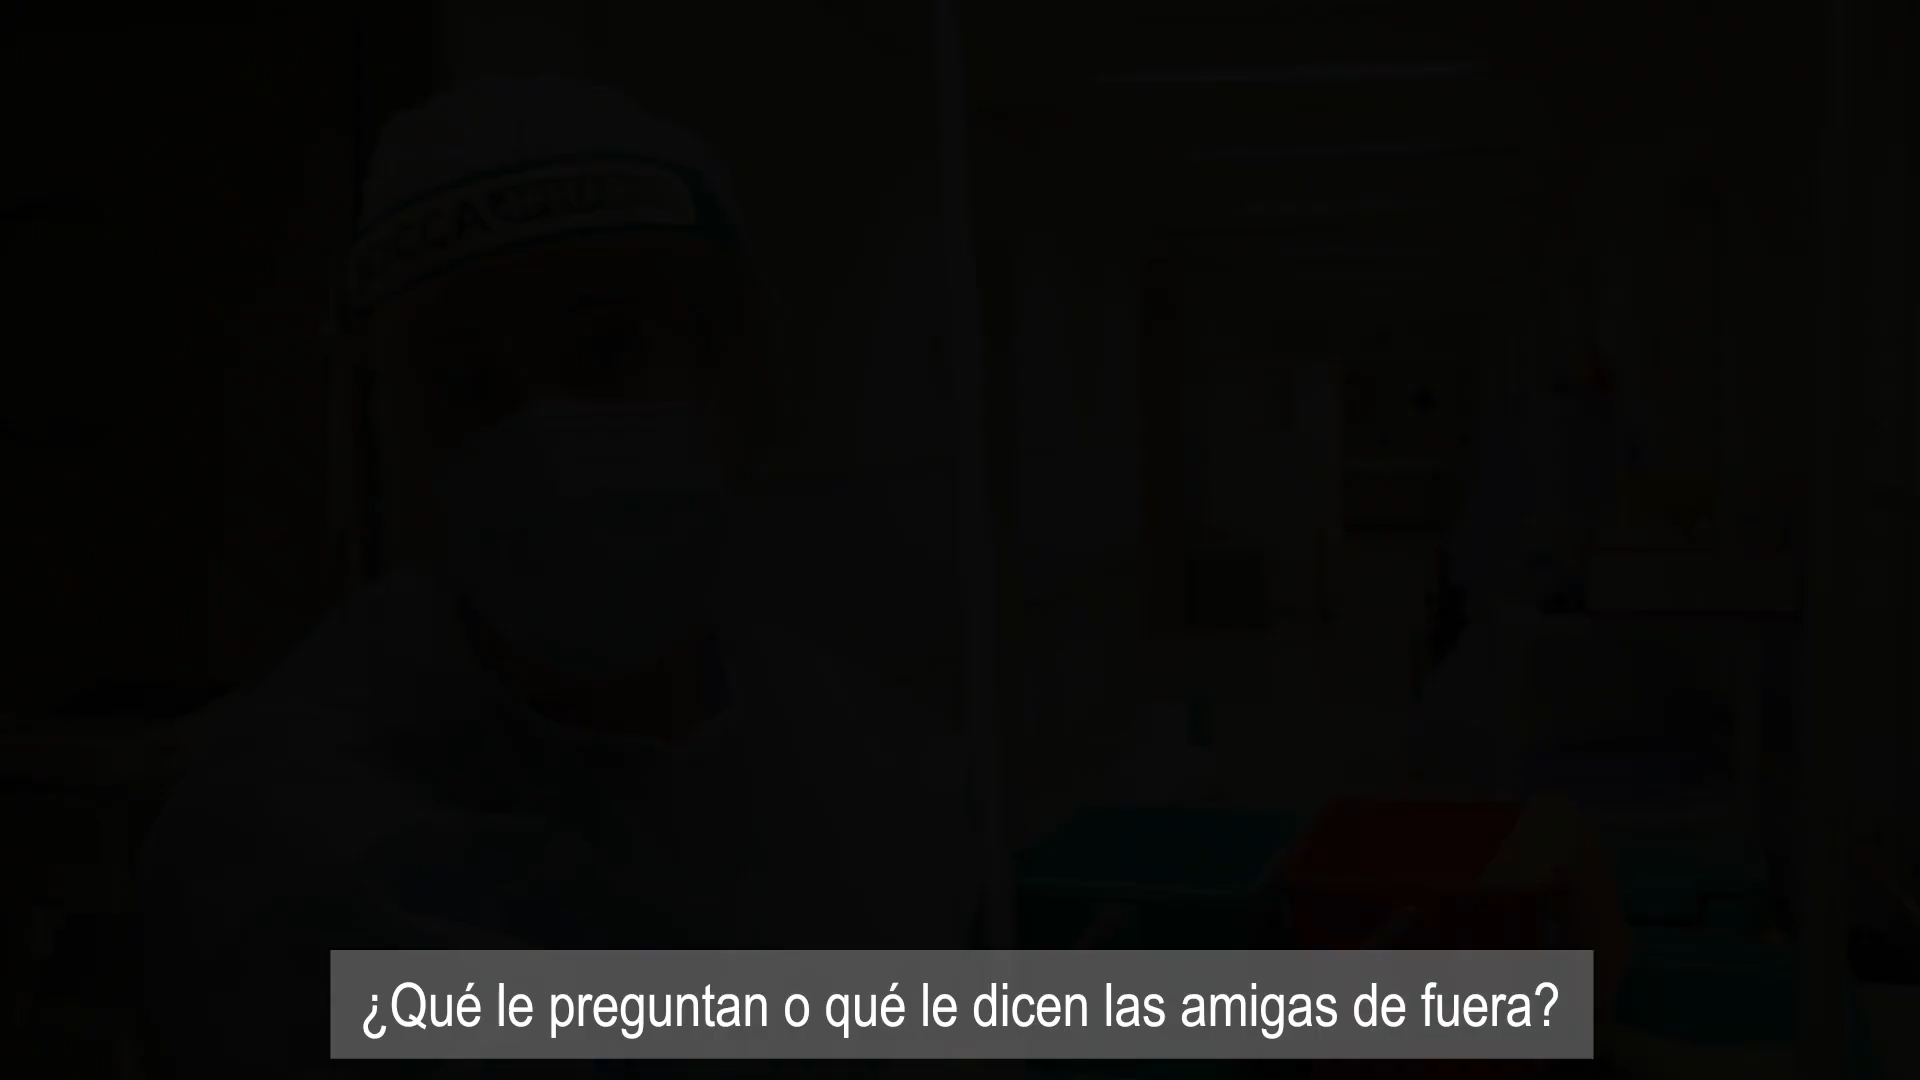 ¿Qué le preguntan o qué le dicen las amigas de fuera?